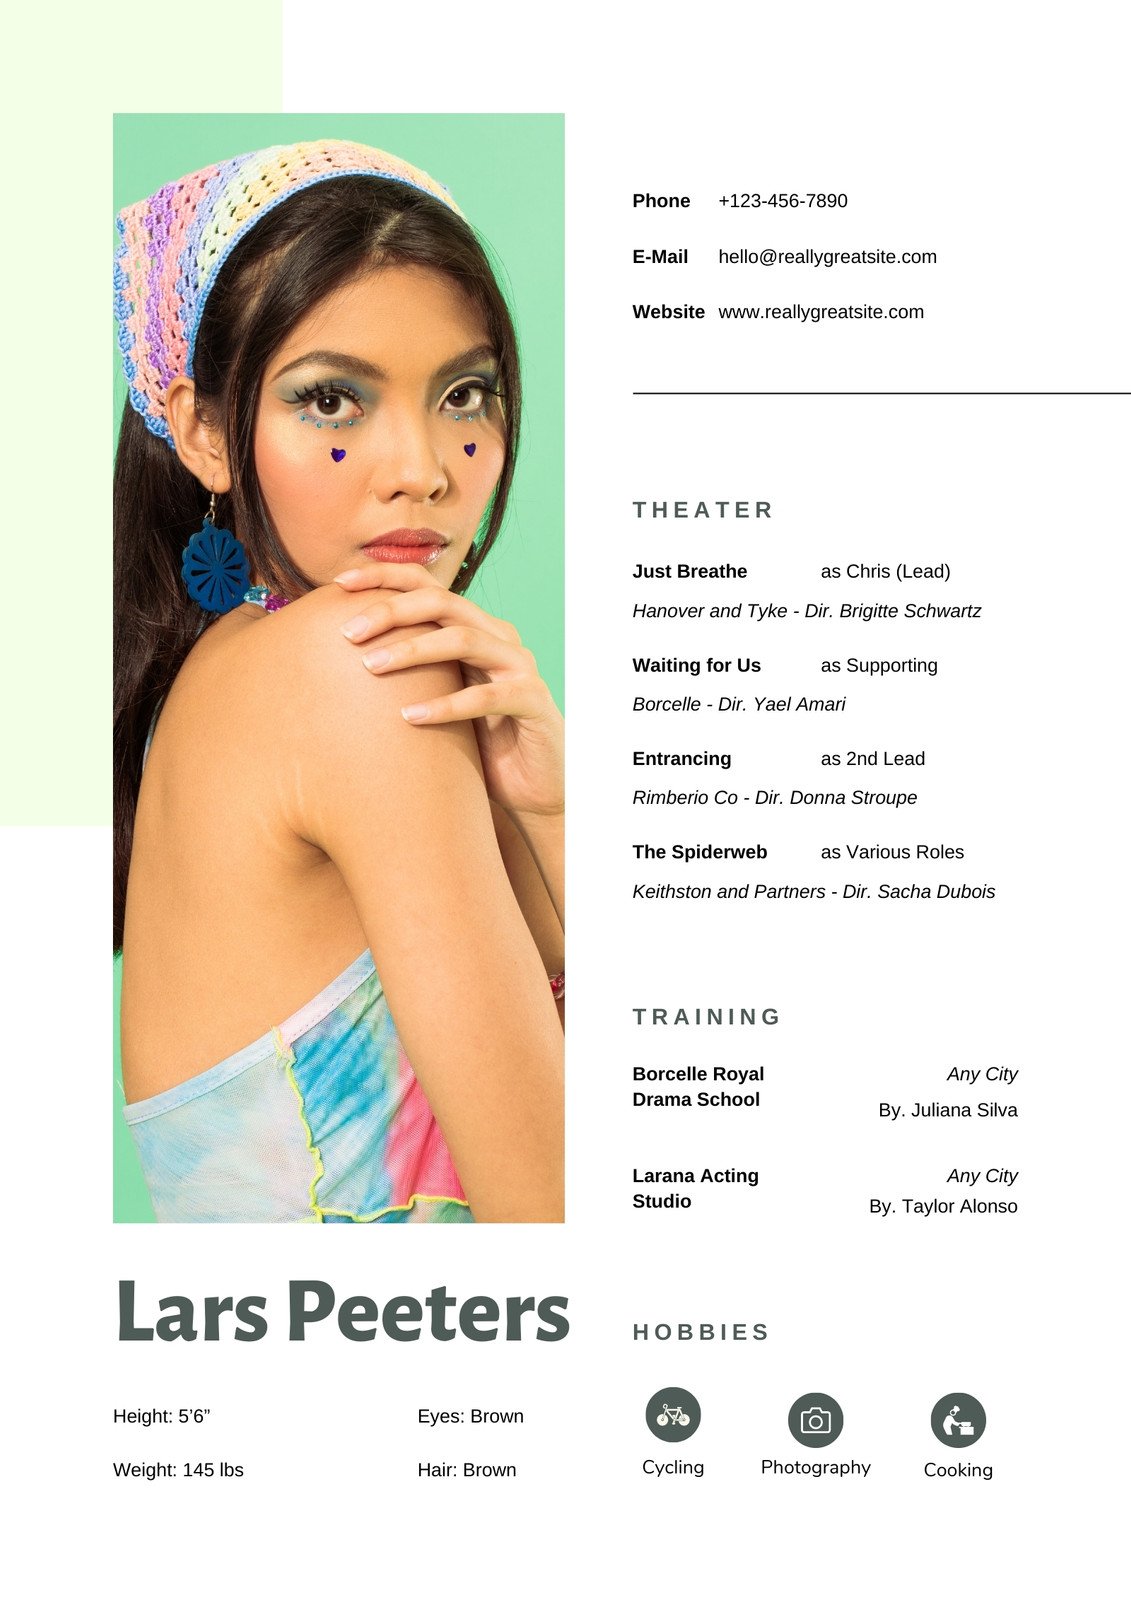 Phone +123-456-7890
E-Mail hello@reallygreatsite.com
Website www.reallygreatsite.com
THEATER
Just Breathe as Chris (Lead)
Hanover and Tyke - Dir. Brigitte Schwartz
Waiting for Us as Supporting
Borcelle - Dir. Yael Amari
Entrancing as 2nd Lead
Rimberio Co - Dir. Donna Stroupe
The Spiderweb as Various Roles
Keithston and Partners - Dir. Sacha Dubois
TRAINING
Borcelle Royal
Drama School
Any City
By. Juliana Silva
Larana Acting
Studio
Any City
By. Taylor Alonso
Lars Peeters
Height: 5’6”
Eyes: Brown
Weight: 145 lbs
Hair: Brown
HOBBIES
Cycling
Photography
Cooking